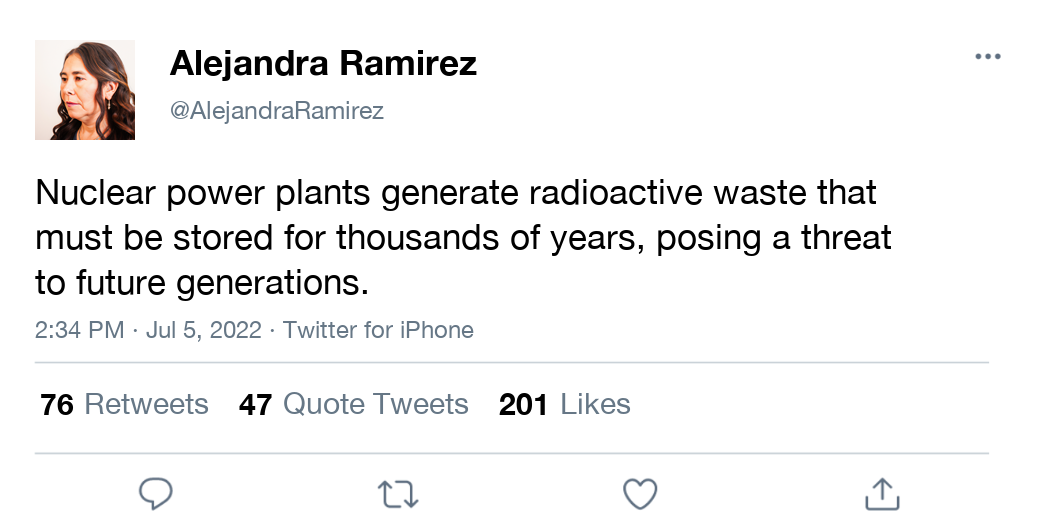 Alejandra Ramirez
@AlejandraRamirez
Nuclear power plants generate radioactive waste that
must be stored for thousands of years, posing a threat
to future generations.
2:34 PM · Jul 5, 2022 · Twitter for iPhone
76 Retweets 47 Quote Tweets 201 Likes